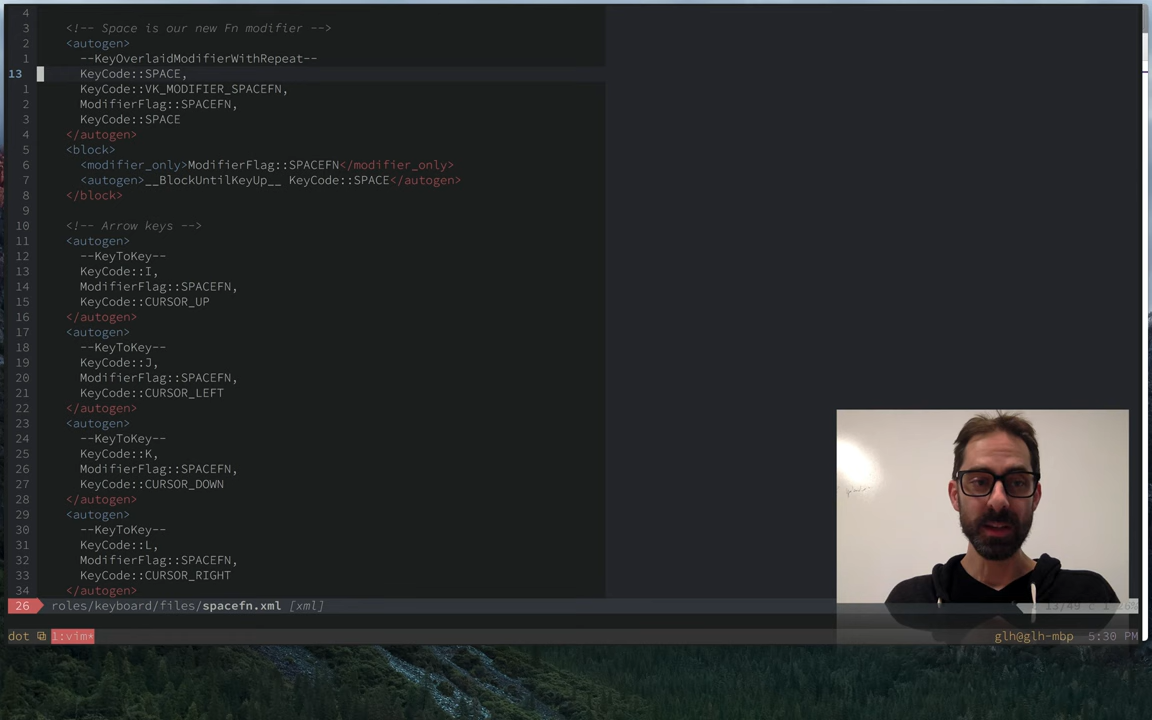 4
3 <!-- Space is our new Fn modifier -->
2 <autogen>
1 --KeyOverlaidModifierWithRepeat--
13 KeyCode::SPACE,
1 KeyCode::VK_MODIFIER_SPACEFN,
2 ModifierFlag::SPACEFN,
3 KeyCode::SPACE
4 </autogen>
5 <block>
6 <modifier_only>ModifierFlag::SPACEFN</modifier_only>
7 <autogen>__BlockUntilKeyUp__ KeyCode::SPACE</autogen>
8 </block>
9
10 <!-- Arrow keys -->
11 <autogen>
12 --KeyToKey--
13 KeyCode::I,
14 ModifierFlag::SPACEFN,
15 KeyCode::CURSOR_UP
16 </autogen>
17 <autogen>
18 --KeyToKey--
19 KeyCode::J,
20 ModifierFlag::SPACEFN,
21 KeyCode::CURSOR_LEFT
22 </autogen>
23 <autogen>
24 --KeyToKey--
25 KeyCode::K,
26 ModifierFlag::SPACEFN,
27 KeyCode::CURSOR_DOWN
28 </autogen>
29 <autogen>
30 --KeyToKey--
31 KeyCode::L,
32 ModifierFlag::SPACEFN,
33 KeyCode::CURSOR_RIGHT
34 </autogen>
26 roles/keyboard/files/spacefn.xml [xml]
dot 1:vim* glh@glh-mbp 5:30 PM